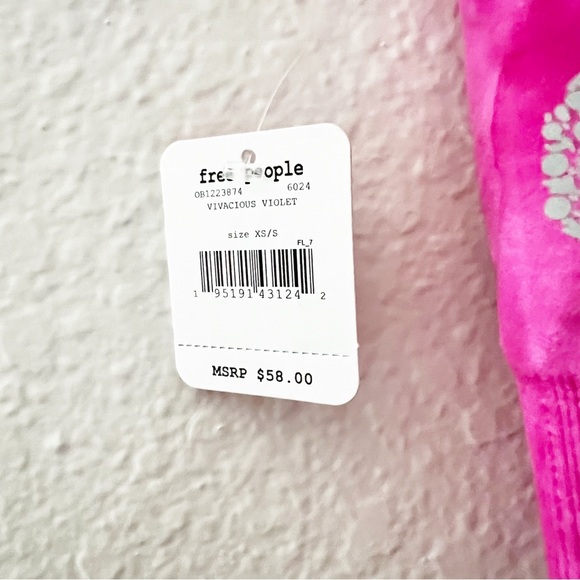 free people
OB1223874 6024
VIVACIOUS VIOLET
size XS/S
FL_7
1 95191 43124 2
MSRP $58.00